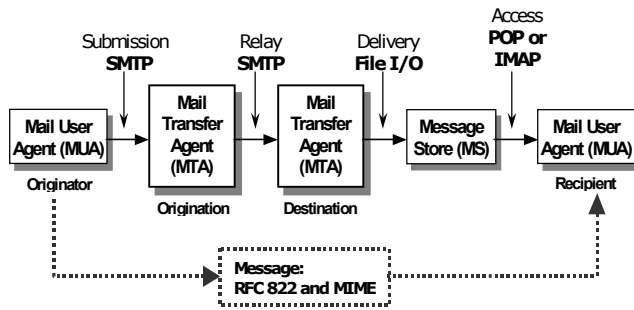 Submission
SMTP
Relay
SMTP
Delivery
File I/O
Access
POP or
IMAP
Mail User
Agent (MUA)
Originator
Mail
Transfer
Agent
(MTA)
Origination
Mail
Transfer
Agent
(MTA)
Destination
Message
Store (MS)
Mail User
Agent (MUA)
Recipient
Message:
RFC 822 and MIME